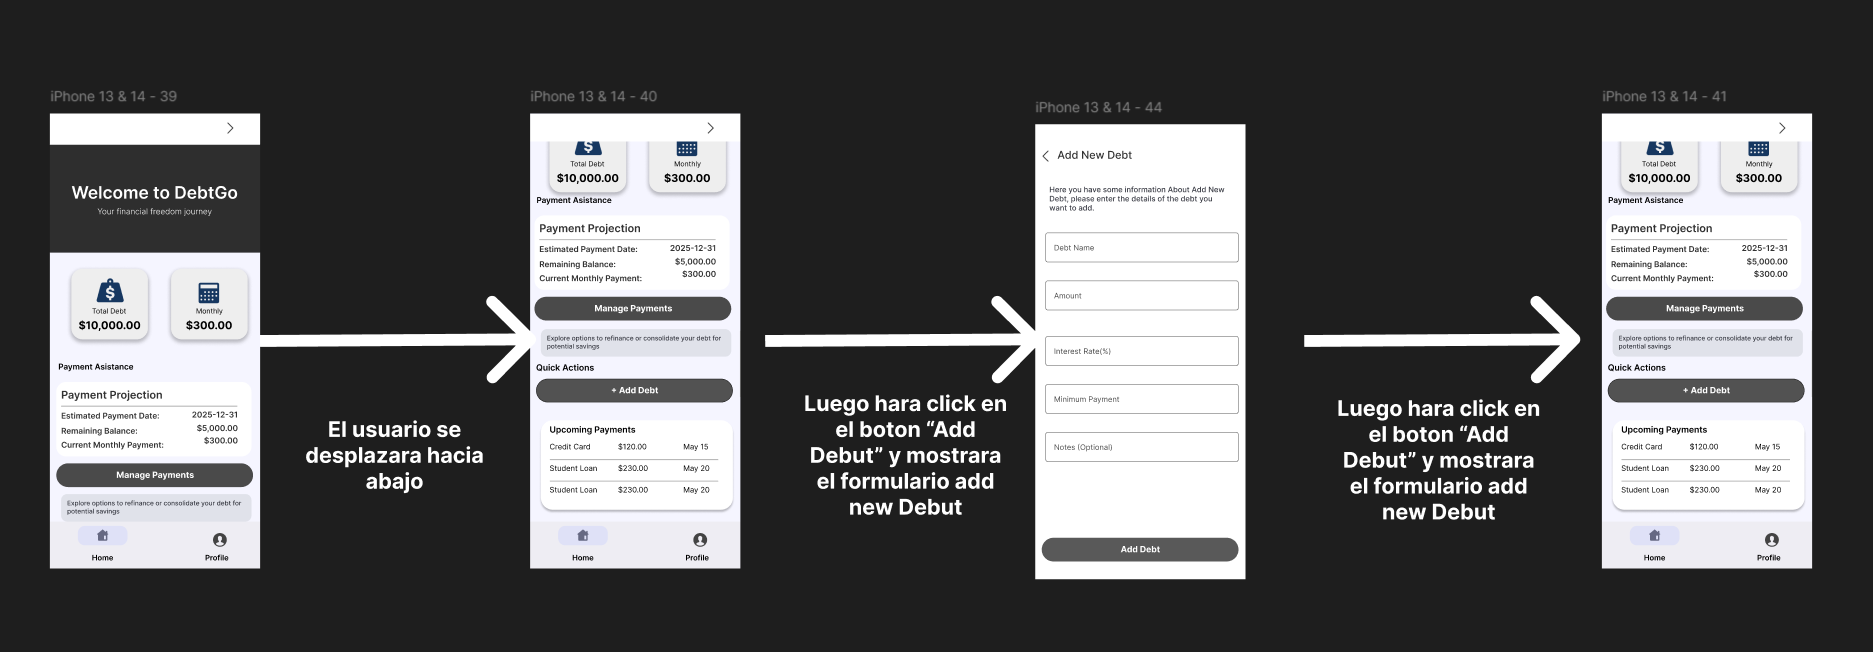 iPhone 13 & 14 - 39
Welcome to DebtGo
Your financial freedom journey
Total Debt
$10,000.00
Monthly
$300.00
Payment Asistance
Payment Projection
Estimated Payment Date: 2025-12-31
Remaining Balance: $5,000.00
Current Monthly Payment: $300.00
Manage Payments
Explore options to refinance or consolidate your debt for
potential savings
Home
Profile
El usuario se
desplazara hacia
abajo
iPhone 13 & 14 - 40
Total Debt
$10,000.00
Monthly
$300.00
Payment Asistance
Payment Projection
Estimated Payment Date: 2025-12-31
Remaining Balance: $5,000.00
Current Monthly Payment: $300.00
Manage Payments
Explore options to refinance or consolidate your debt for
potential savings
Quick Actions
+ Add Debt
Upcoming Payments
Credit Card $120.00 May 15
Student Loan $230.00 May 20
Student Loan $230.00 May 20
Home
Profile
Luego hara click en
el boton “Add
Debut” y mostrara
el formulario add
new Debut
iPhone 13 & 14 - 44
Add New Debt
Here you have some information About Add New
Debt, please enter the details of the debt you
want to add.
Debt Name
Amount
Interest Rate(%)
Minimum Payment
Notes (Optional)
Add Debt
Luego hara click en
el boton “Add
Debut” y mostrara
el formulario add
new Debut
iPhone 13 & 14 - 41
Total Debt
$10,000.00
Monthly
$300.00
Payment Asistance
Payment Projection
Estimated Payment Date: 2025-12-31
Remaining Balance: $5,000.00
Current Monthly Payment: $300.00
Manage Payments
Explore options to refinance or consolidate your debt for
potential savings
Quick Actions
+ Add Debt
Upcoming Payments
Credit Card $120.00 May 15
Student Loan $230.00 May 20
Student Loan $230.00 May 20
Home
Profile